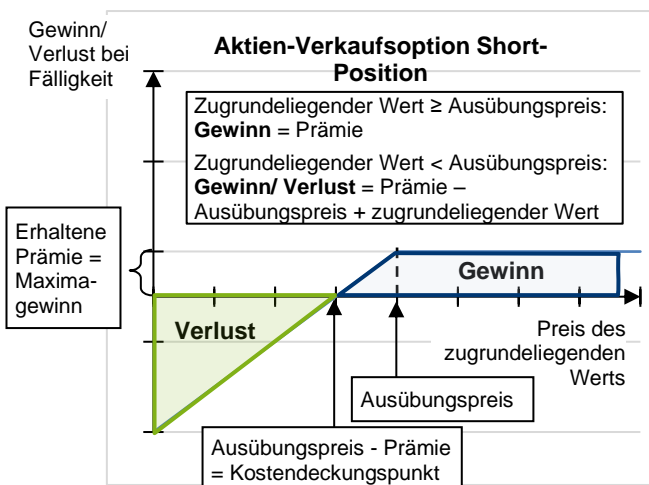 Gewinn/
Verlust bei
Fälligkeit
Aktien-Verkaufsoption Short-
Position
Zugrundeliegender Wert ≥ Ausübungspreis:
Gewinn = Prämie
Zugrundeliegender Wert < Ausübungspreis:
Gewinn/ Verlust = Prämie –
Ausübungspreis + zugrundeliegender Wert
Erhaltene
Prämie =
Maxima-
gewinn
Gewinn
Verlust
Preis des
zugrundeliegenden
Werts
Ausübungspreis
Ausübungspreis - Prämie
= Kostendeckungspunkt